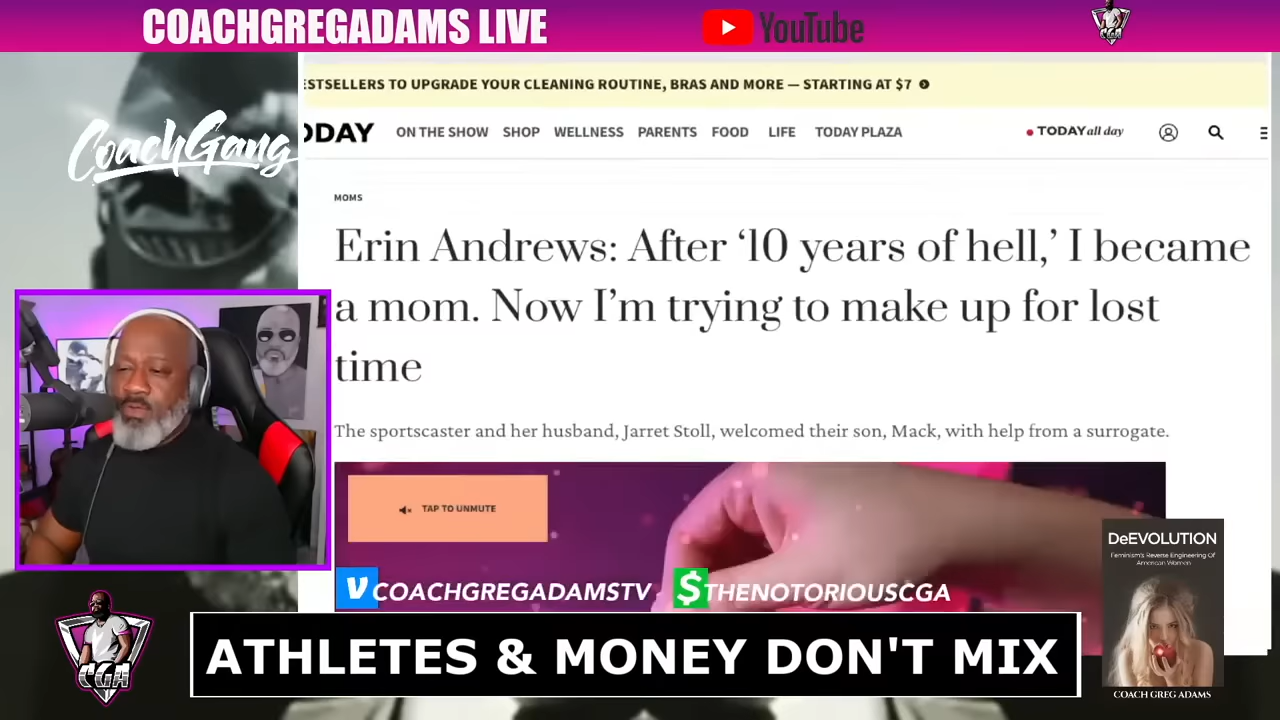 COACHGREGADAMS LIVE
YouTube
CGA
CoachGang
ESTSELLERS TO UPGRADE YOUR CLEANING ROUTINE, BRAS AND MORE — STARTING AT $7
ODAY ON THE SHOW SHOP WELLNESS PARENTS FOOD LIFE TODAY PLAZA TODAY all day
MOMS
Erin Andrews: After ‘10 years of hell,’ I became
a mom. Now I’m trying to make up for lost
time
The sportscaster and her husband, Jarret Stoll, welcomed their son, Mack, with help from a surrogate.
TAP TO UNMUTE
V COACHGREGADAMSTV $THENOTORIOUSCGA
DeEVOLUTION
Feminism's Reverse Engineering Of
American Women
COACH GREG ADAMS
CGA
ATHLETES & MONEY DON'T MIX